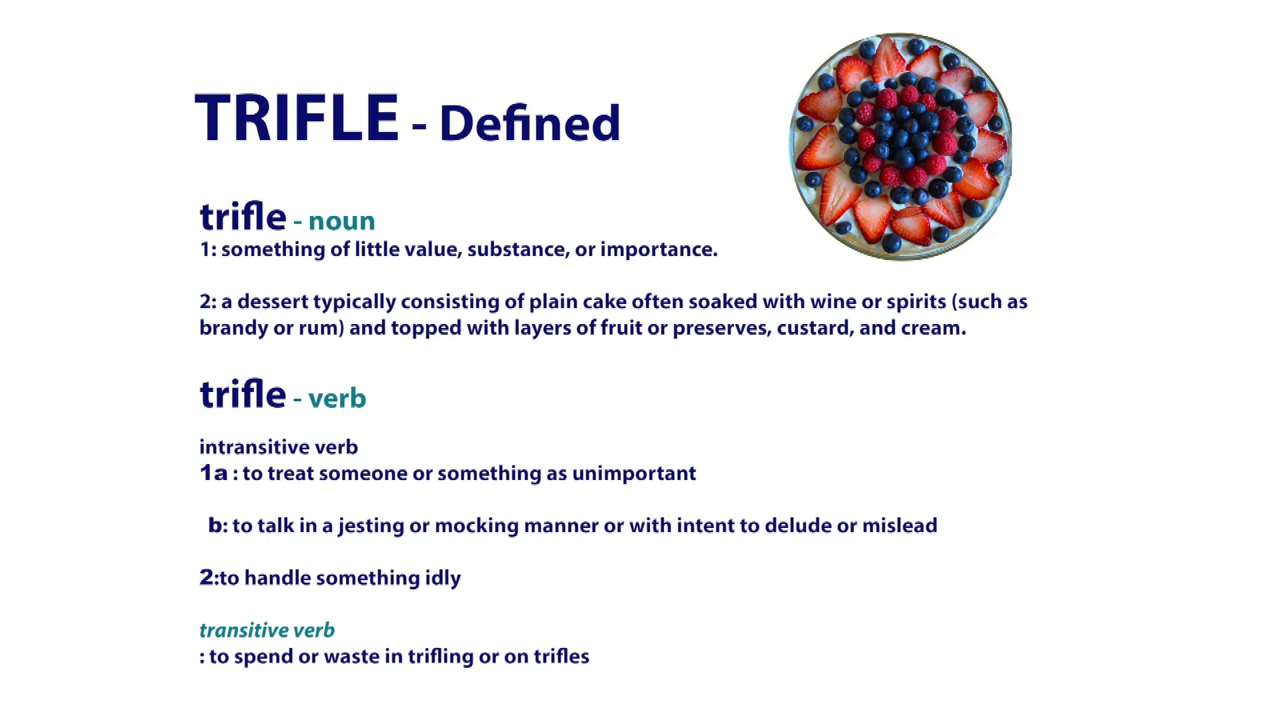 TRIFLE - Defined
trifle - noun
1: something of little value, substance, or importance.
2: a dessert typically consisting of plain cake often soaked with wine or spirits (such as
brandy or rum) and topped with layers of fruit or preserves, custard, and cream.
trifle - verb
intransitive verb
1a : to treat someone or something as unimportant
b: to talk in a jesting or mocking manner or with intent to delude or mislead
2:to handle something idly
transitive verb
: to spend or waste in trifling or on trifles